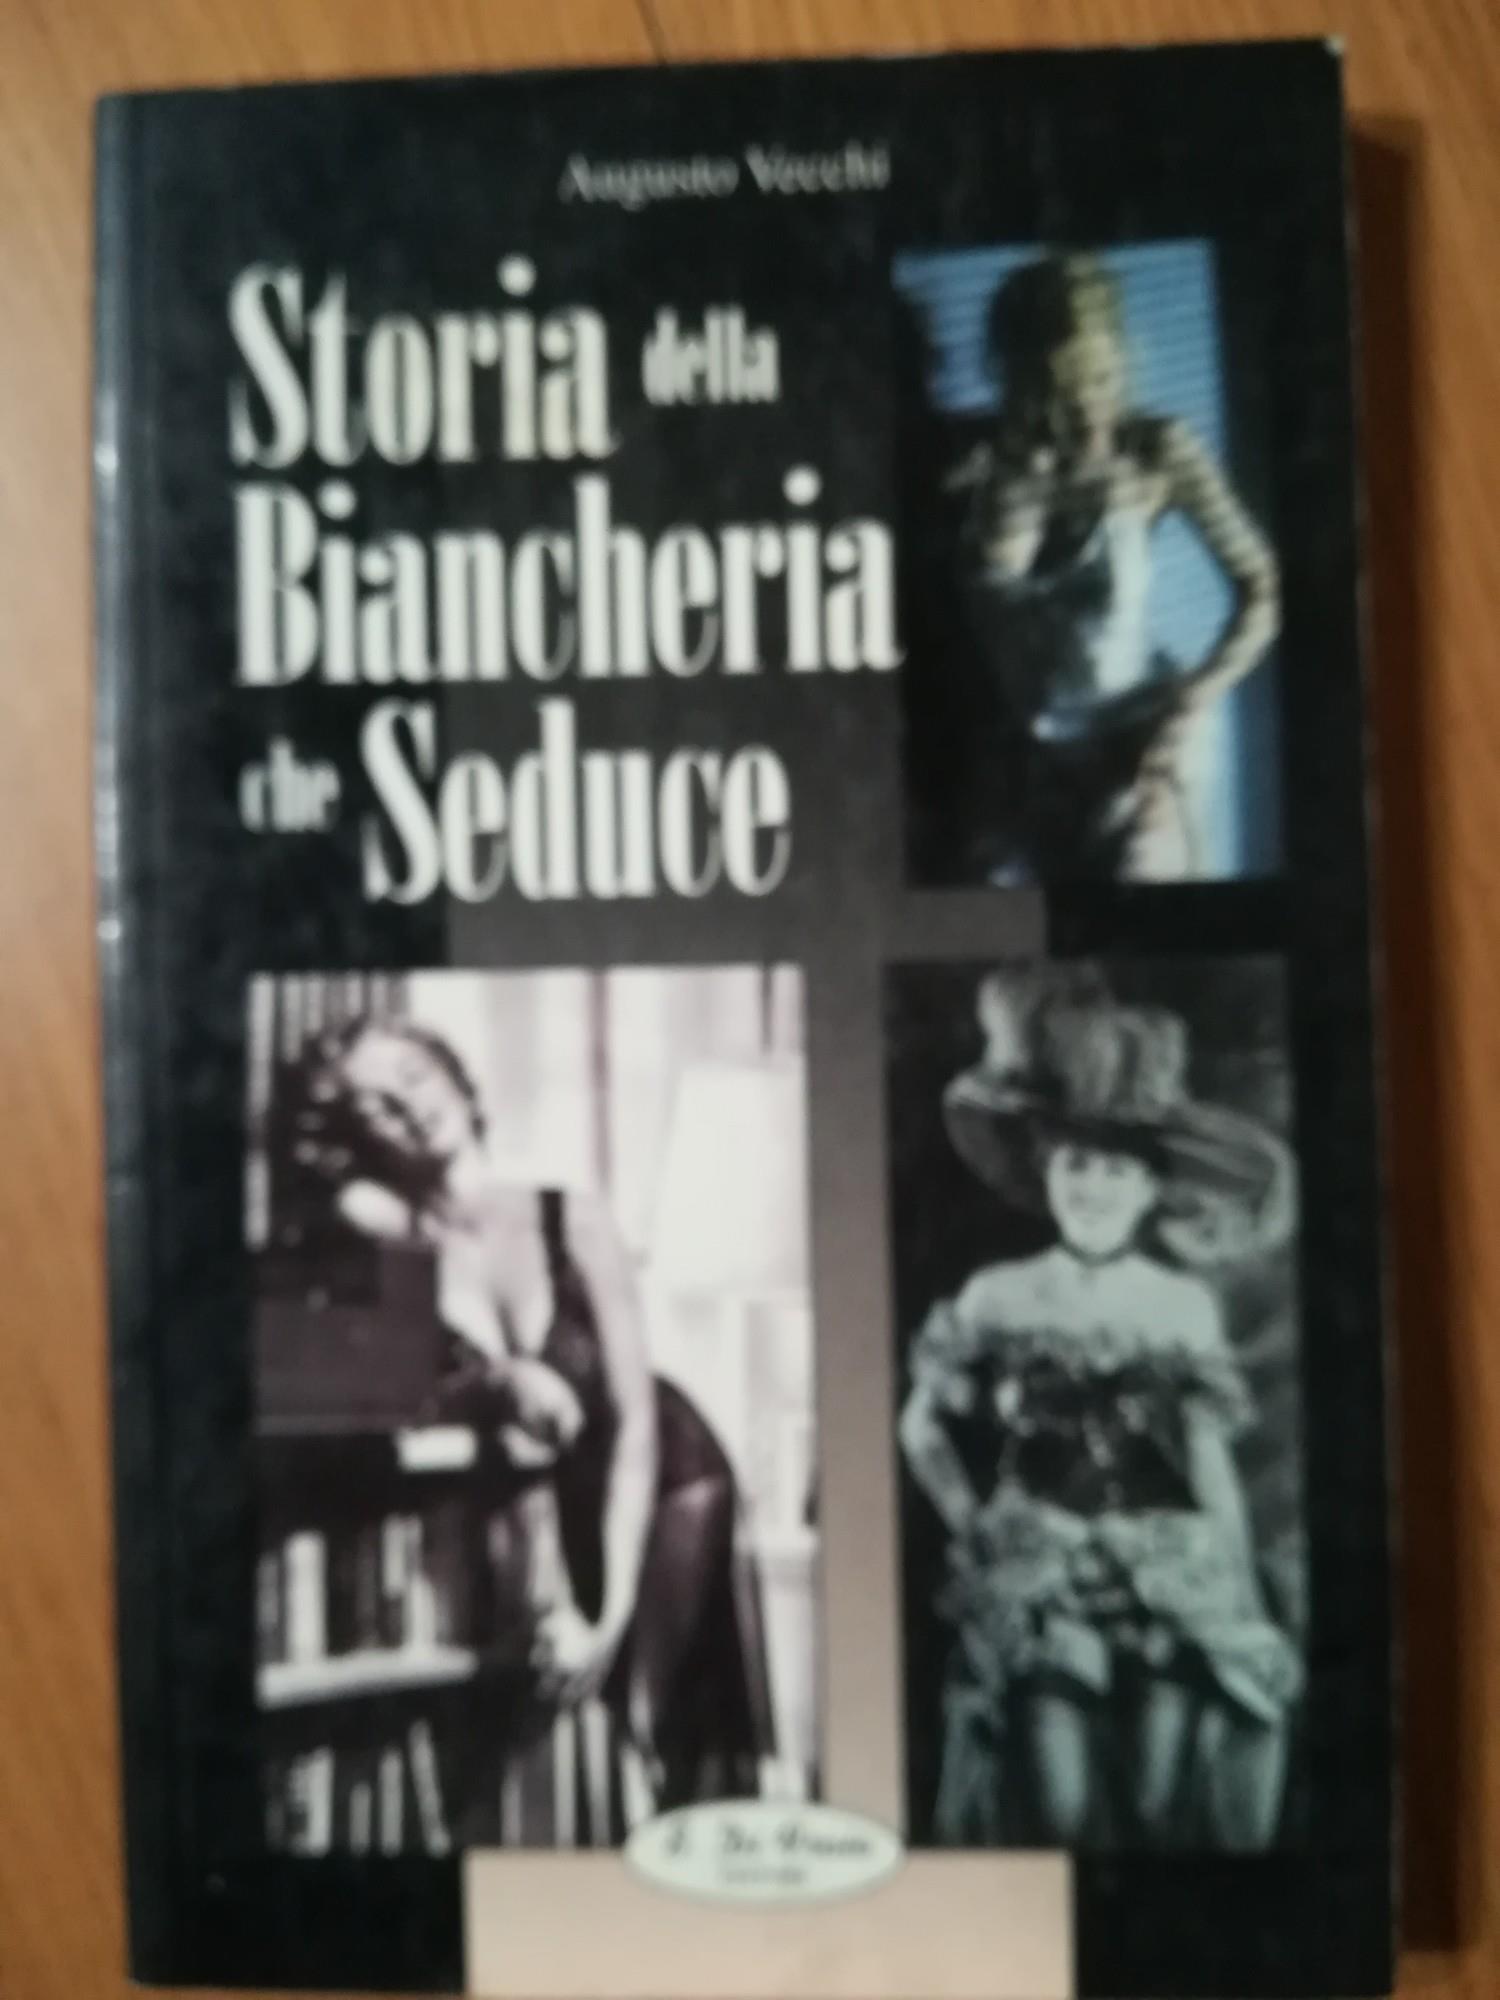 Augusto Vecchi
Storia della
Biancheria
che Seduce